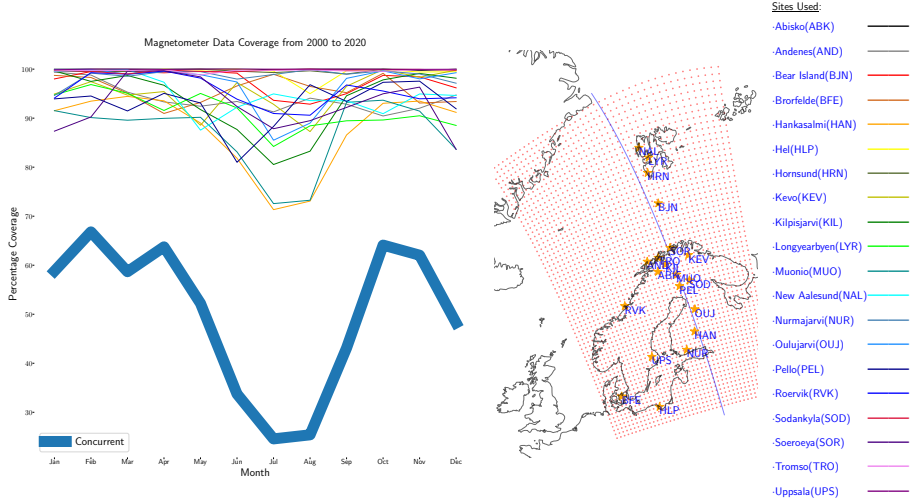 Magnetometer Data Coverage from 2000 to 2020
Percentage Coverage
100
90
80
70
60
50
40
30
Concurrent
Jan Feb Mar Apr May Jun Jul Aug Sep Oct Nov Dec
Month
NAL
LYR
HRN
BJN
SOR
KEV
TRO
AND
KIL
ABK
MUO
SOD
PEL
RVK
OUJ
HAN
NUR
UPS
BFE
HLP
Sites Used:
·Abisko(ABK)
·Andenes(AND)
·Bear Island(BJN)
·Brorfelde(BFE)
·Hankasalmi(HAN)
·Hel(HLP)
·Hornsund(HRN)
·Kevo(KEV)
·Kilpisjarvi(KIL)
·Longyearbyen(LYR)
·Muonio(MUO)
·New Aalesund(NAL)
·Nurmajarvi(NUR)
·Oulujarvi(OUJ)
·Pello(PEL)
·Roervik(RVK)
·Sodankyla(SOD)
·Soeroeya(SOR)
·Tromso(TRO)
·Uppsala(UPS)